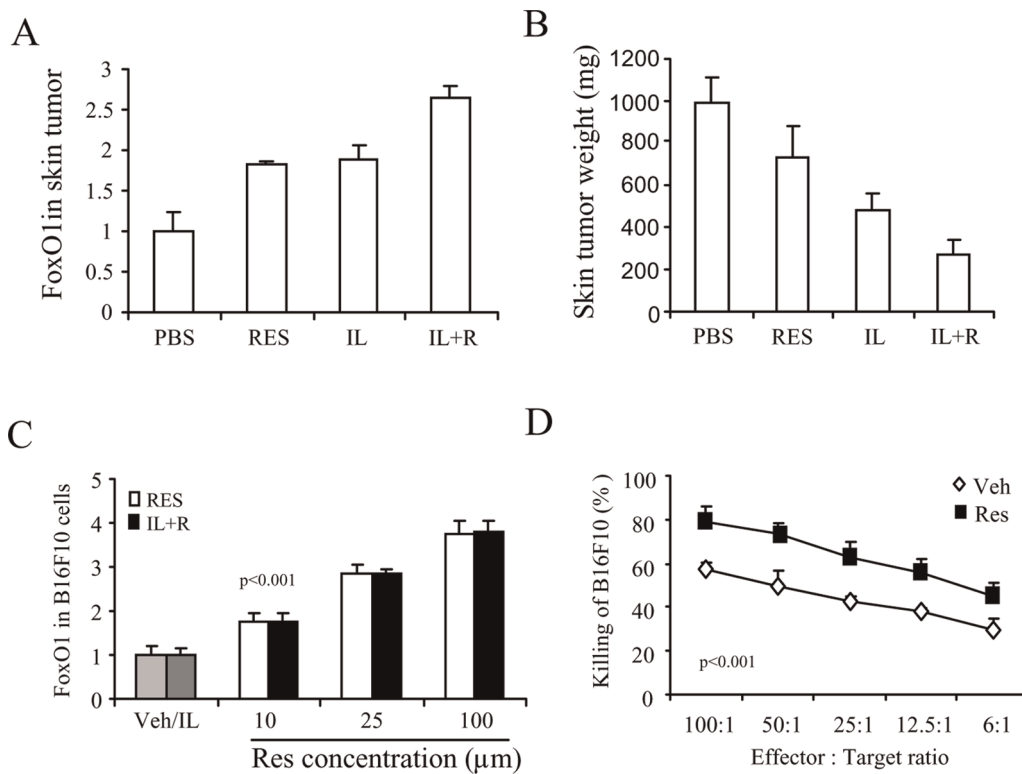 A
FoxO1in skin tumor
3
2.5
2
1.5
1
0.5
0
PBS RES IL IL+R
B
Skin tumor weight (mg)
1200
1000
800
600
400
200
0
PBS RES IL IL+R
C
FoxO1 in B16F10 cells
5
4
3
2
1
0
RES
IL+R
p<0.001
Veh/IL 10 25 100
Res concentration (µm)
D
Killing of B16F10 (%)
100
80
60
40
20
0
Veh
Res
p<0.001
100:1 50:1 25:1 12.5:1 6:1
Effector : Target ratio